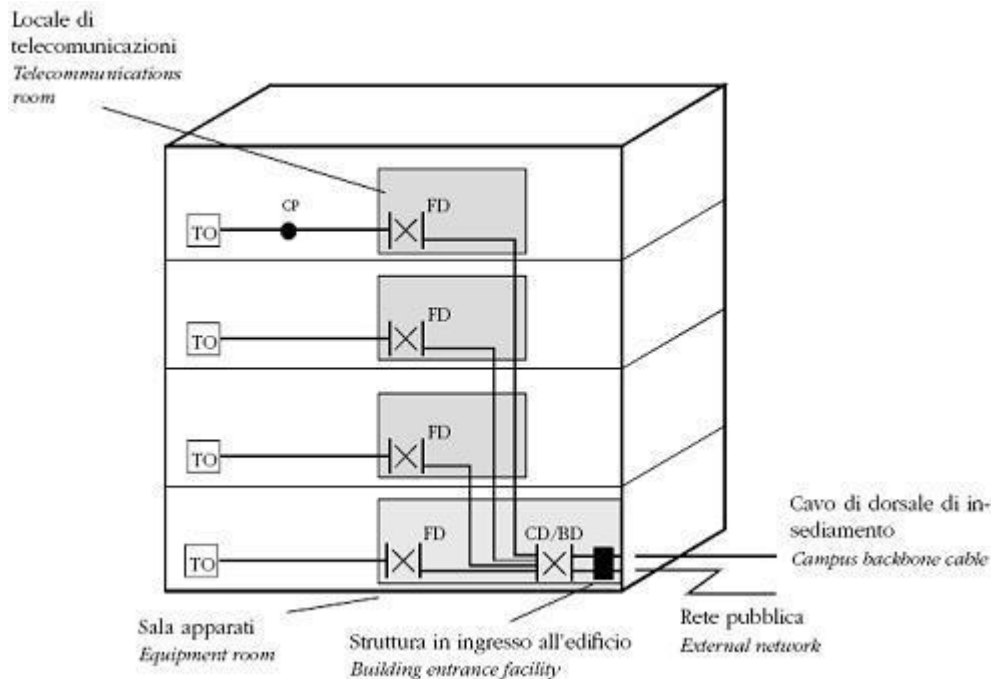 Locale di
telecomunicazioni
Telecommunications
room
CP
FD
TO
FD
TO
FD
TO
FD
CD/BD
TO
Cavo di dorsale di in-
sediamento
Campus backbone cable
Rete pubblica
External network
Sala apparati
Equipment room
Struttura in ingresso all'edificio
Building entrance facility